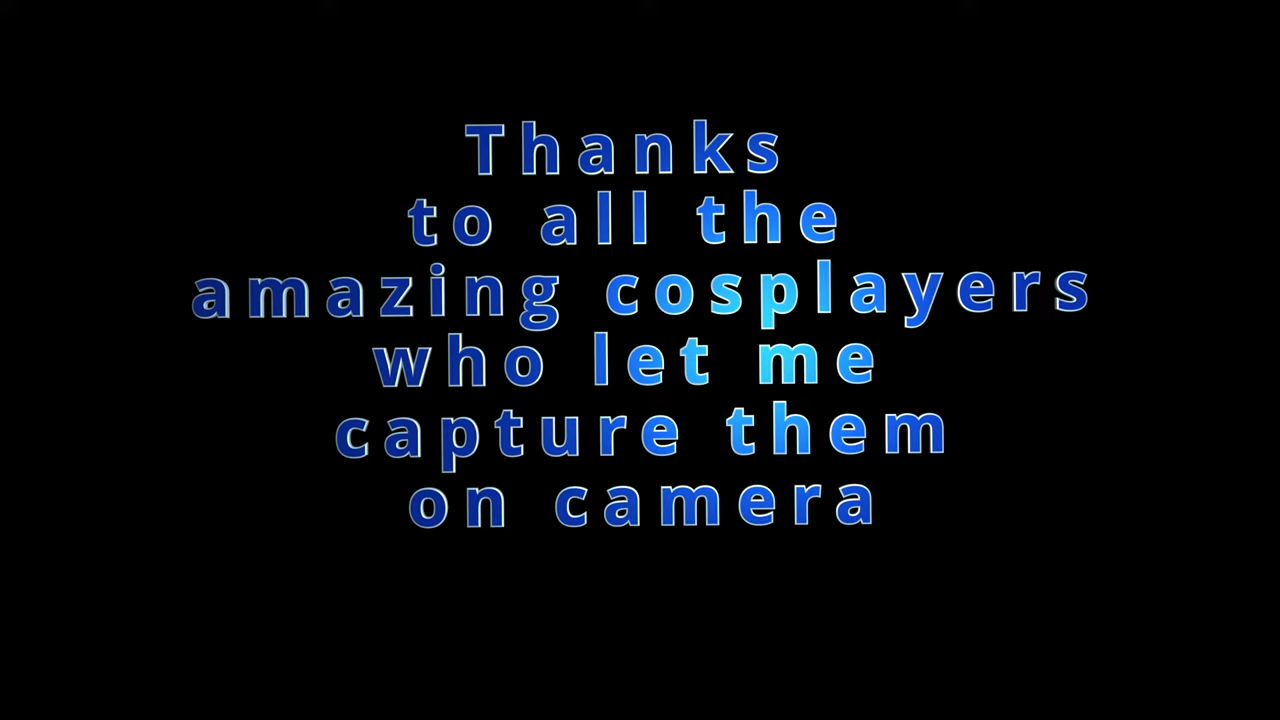 Thanks
to all the
amazing cosplayers
who let me
capture them
on camera